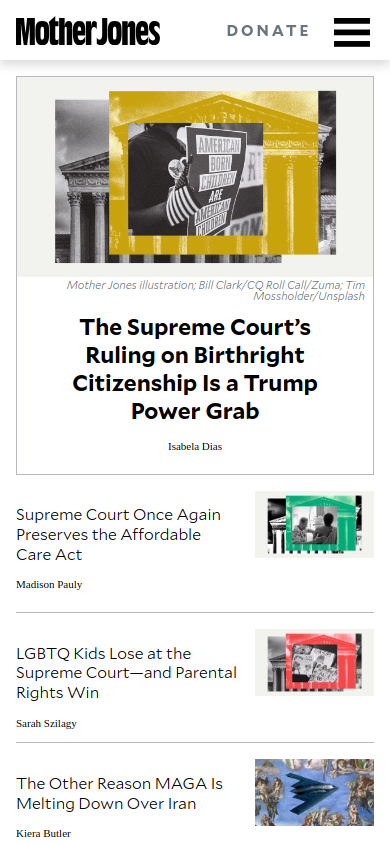 Mother Jones
DONATE
AMERICAN
BORN
CHILDREN
ARE
AMERICAN
CHILDREN
Mother Jones illustration; Bill Clark/CQ Roll Call/Zuma; Tim
Mossholder/Unsplash
The Supreme Court’s
Ruling on Birthright
Citizenship Is a Trump
Power Grab
Isabela Dias
Supreme Court Once Again
Preserves the Affordable
Care Act
Madison Pauly
LGBTQ Kids Lose at the
Supreme Court—and Parental
Rights Win
Sarah Szilagy
The Other Reason MAGA Is
Melting Down Over Iran
Kiera Butler